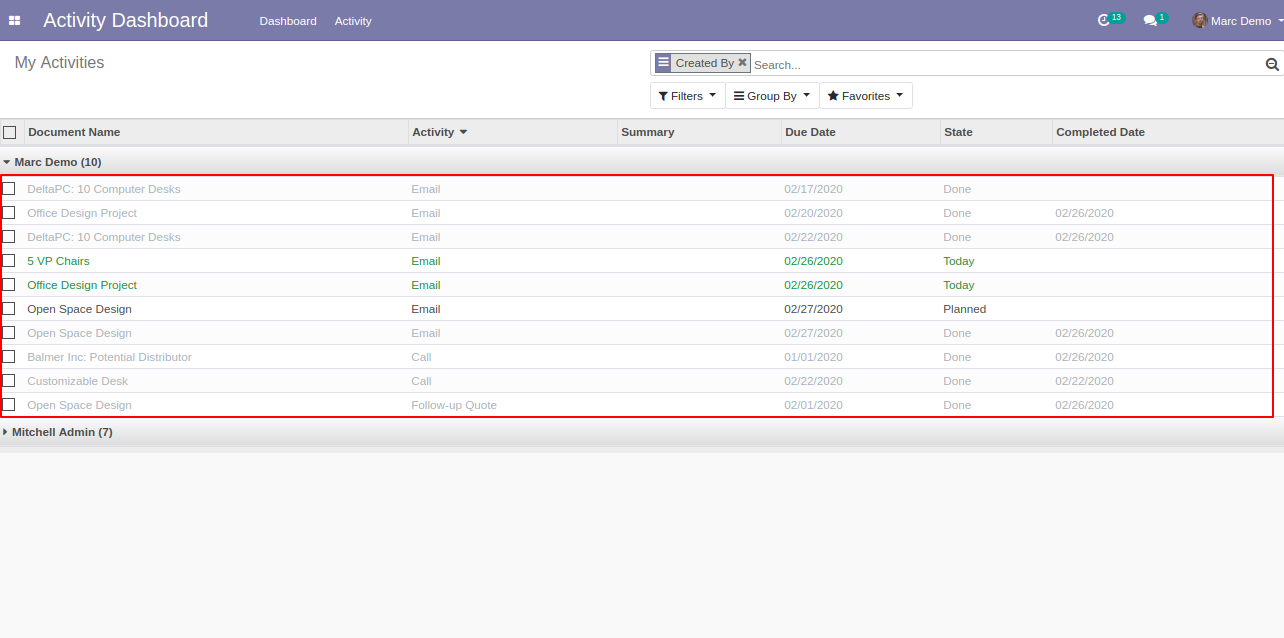 Activity Dashboard Dashboard Activity 13 1 Marc Demo
My Activities
Created By Search...
Filters Group By Favorites
Document Name Activity Summary Due Date State Completed Date
Marc Demo (10)
DeltaPC: 10 Computer Desks Email 02/17/2020 Done
Office Design Project Email 02/20/2020 Done 02/26/2020
DeltaPC: 10 Computer Desks Email 02/22/2020 Done 02/26/2020
5 VP Chairs Email 02/26/2020 Today
Office Design Project Email 02/26/2020 Today
Open Space Design Email 02/27/2020 Planned
Open Space Design Email 02/27/2020 Done 02/26/2020
Balmer Inc: Potential Distributor Call 01/01/2020 Done 02/26/2020
Customizable Desk Call 02/22/2020 Done 02/22/2020
Open Space Design Follow-up Quote 02/01/2020 Done 02/26/2020
Mitchell Admin (7)